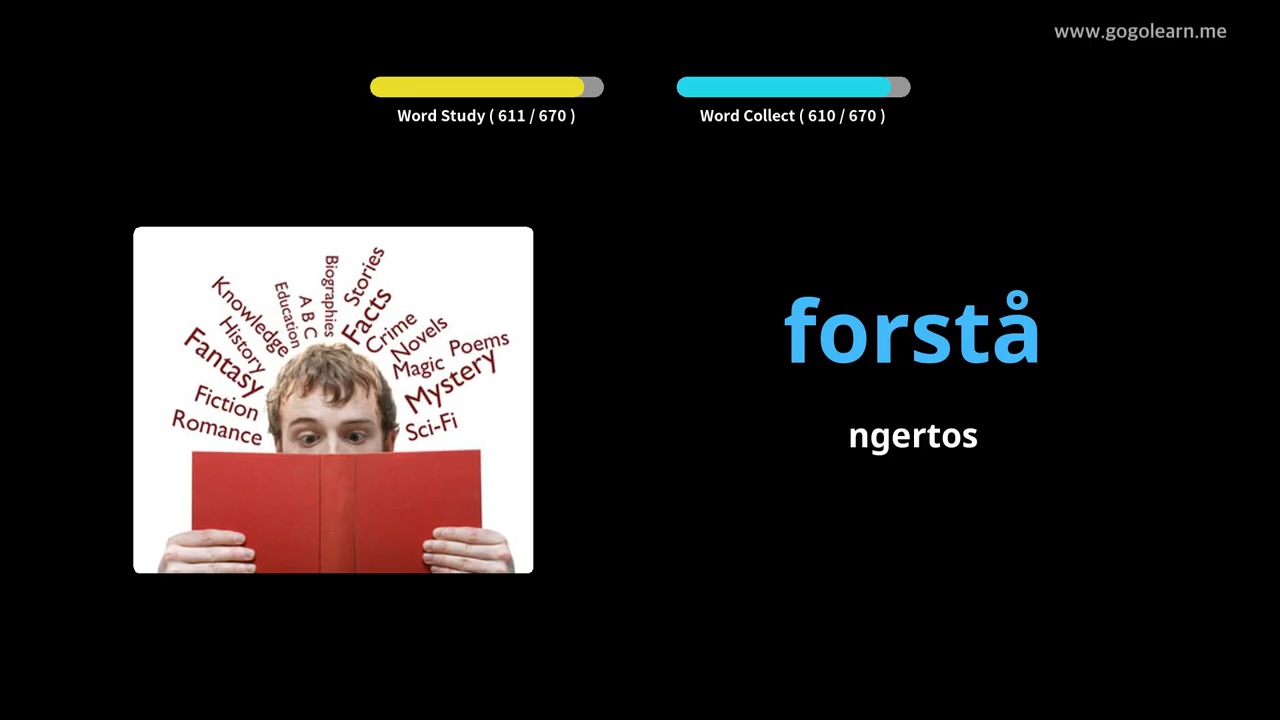 www.gogolearn.me
Word Study ( 611 / 670 )
Word Collect ( 610 / 670 )
Knowledge
History
Fantasy
Fiction
Romance
Education
A B C
Biographies
Stories
Facts
Crime
Novels
Magic
Poems
Mystery
Sci-Fi
forstå
ngertos